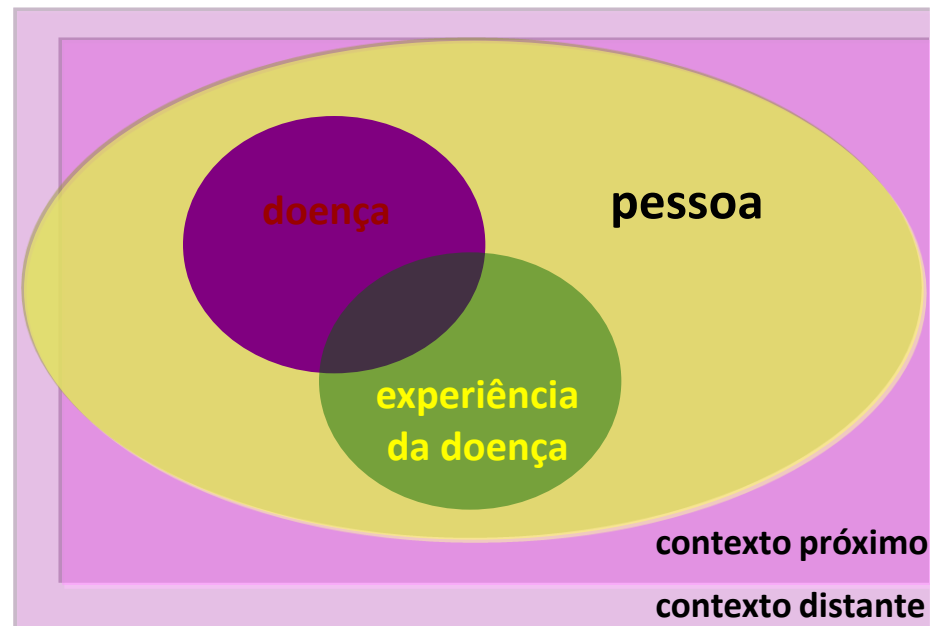 doença
pessoa
experiência
da doença
contexto próximo
contexto distante